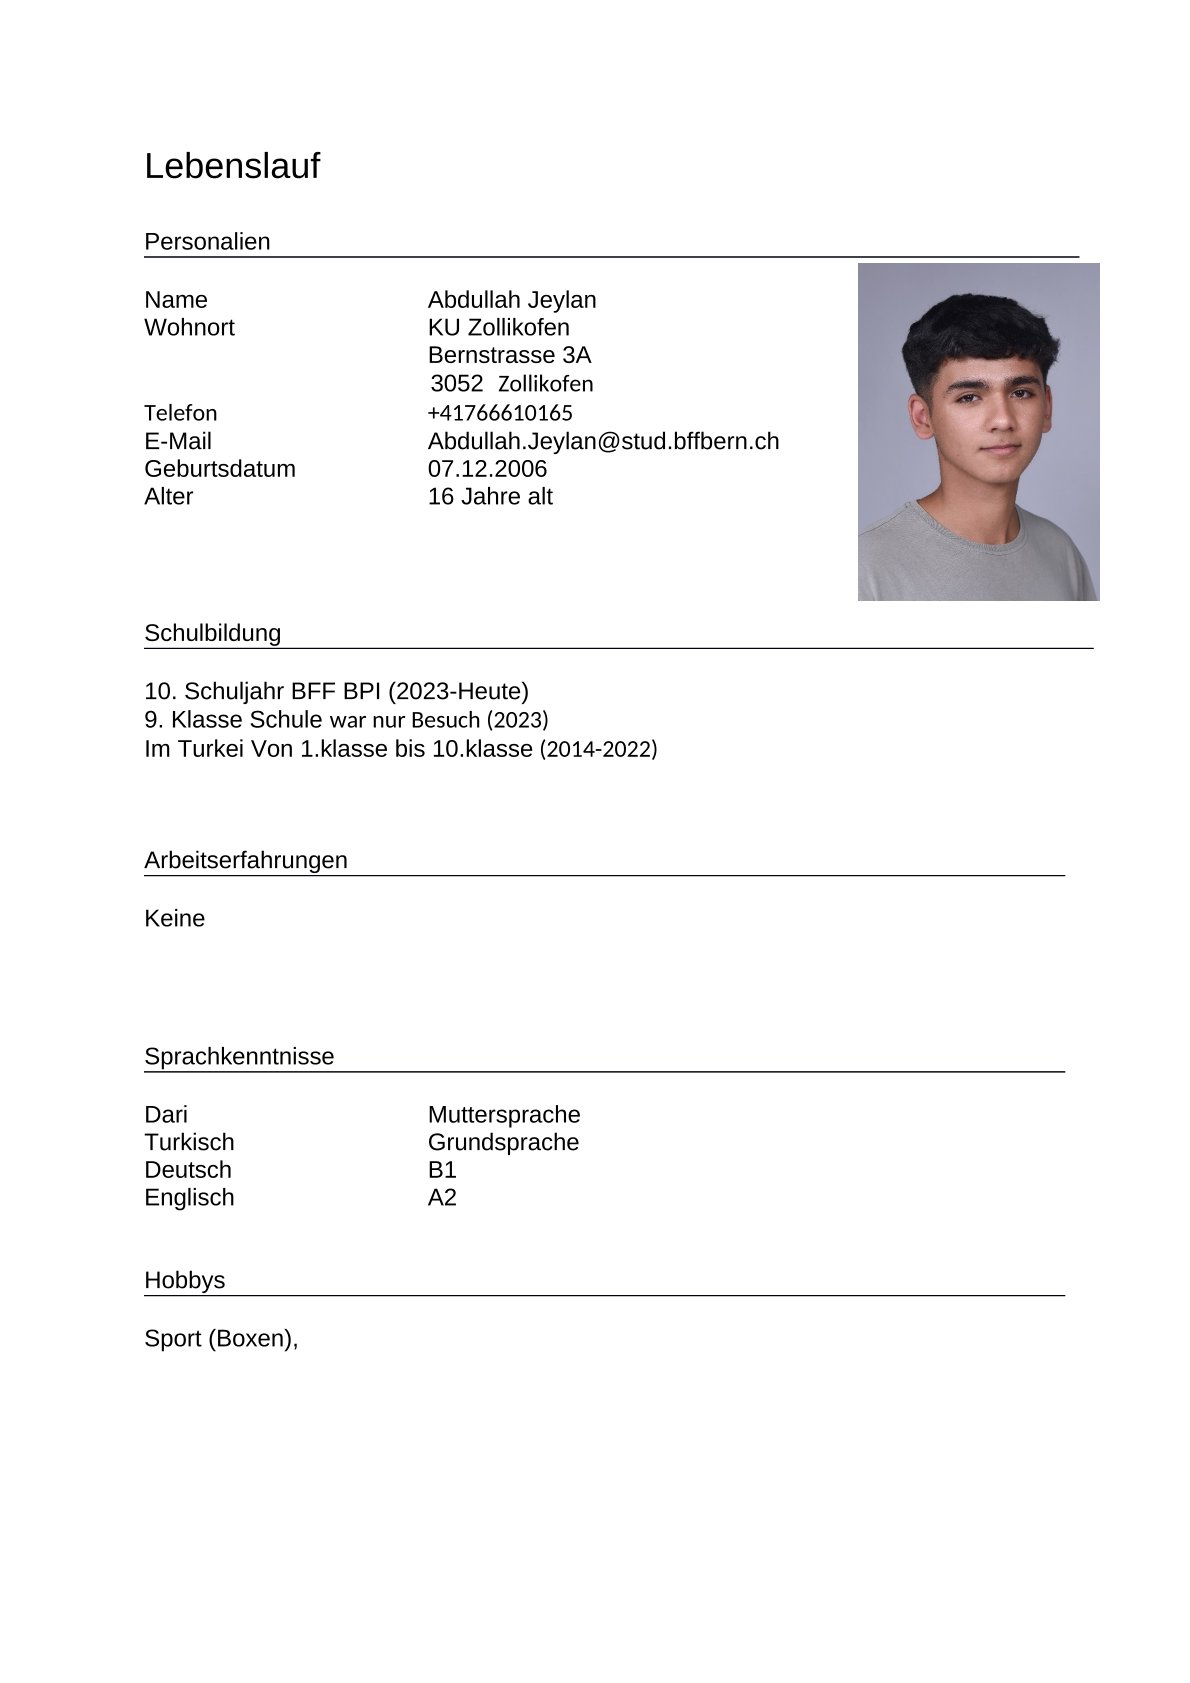 Lebenslauf
Personalien
Name Abdullah Jeylan
Wohnort KU Zollikofen
Bernstrasse 3A
3052 Zollikofen
Telefon +41766610165
E-Mail Abdullah.Jeylan@stud.bffbern.ch
Geburtsdatum 07.12.2006
Alter 16 Jahre alt
Schulbildung
10. Schuljahr BFF BPI (2023-Heute)
9. Klasse Schule war nur Besuch (2023)
Im Turkei Von 1.klasse bis 10.klasse (2014-2022)
Arbeitserfahrungen
Keine
Sprachkenntnisse
Dari Muttersprache
Turkisch Grundsprache
Deutsch B1
Englisch A2
Hobbys
Sport (Boxen),